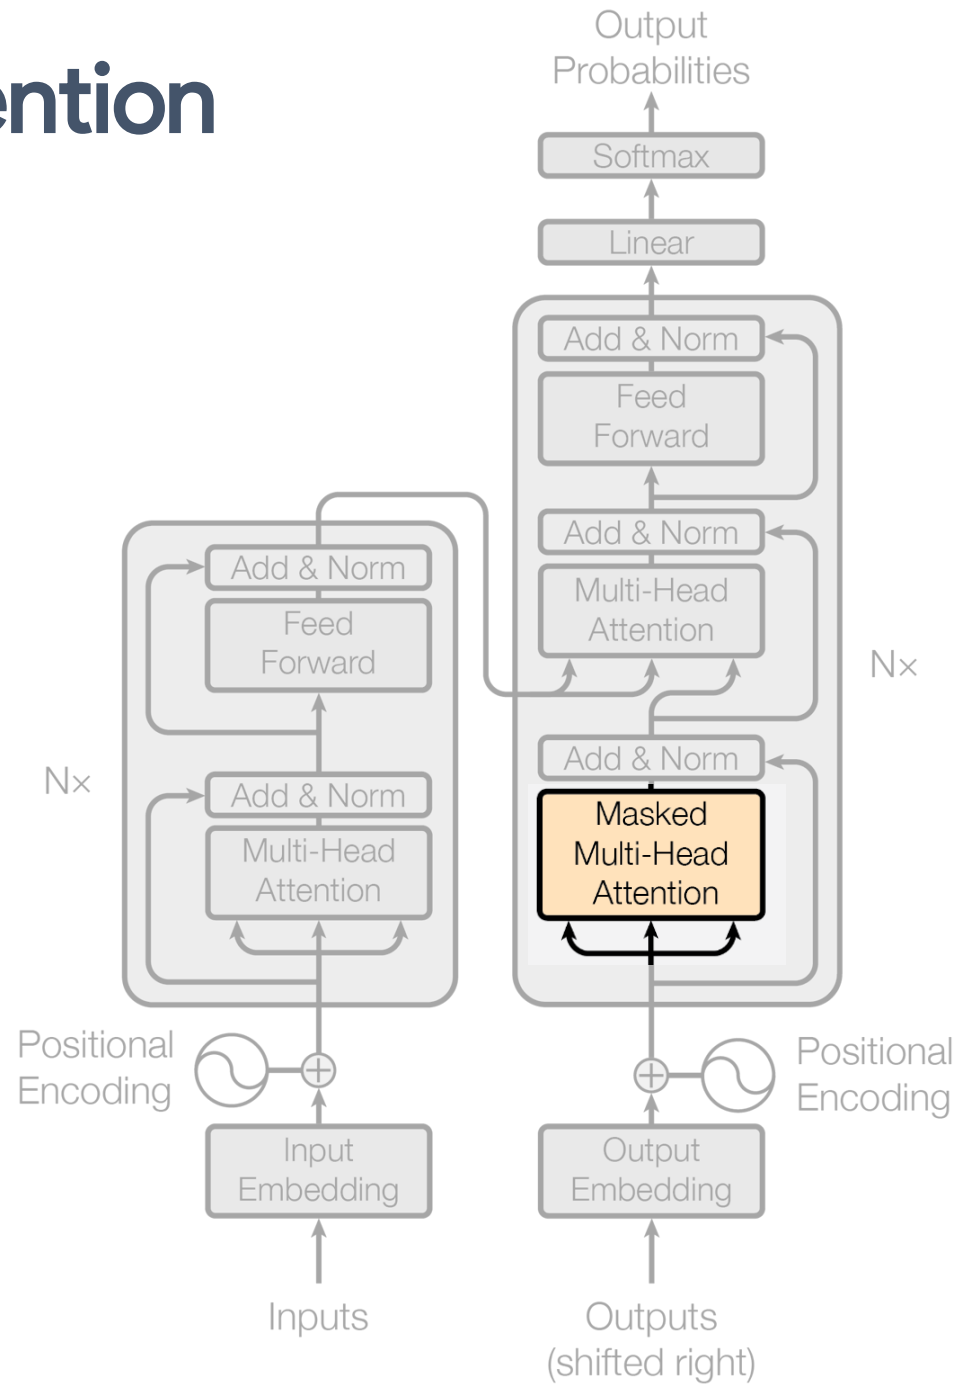 ention
Output
Probabilities
Softmax
Linear
Add & Norm
Feed
Forward
Add & Norm
Multi-Head
Attention
Nx
Add & Norm
Masked
Multi-Head
Attention
Add & Norm
Feed
Forward
Nx
Add & Norm
Multi-Head
Attention
Positional
Encoding
Positional
Encoding
Input
Embedding
Output
Embedding
Inputs
Outputs
(shifted right)